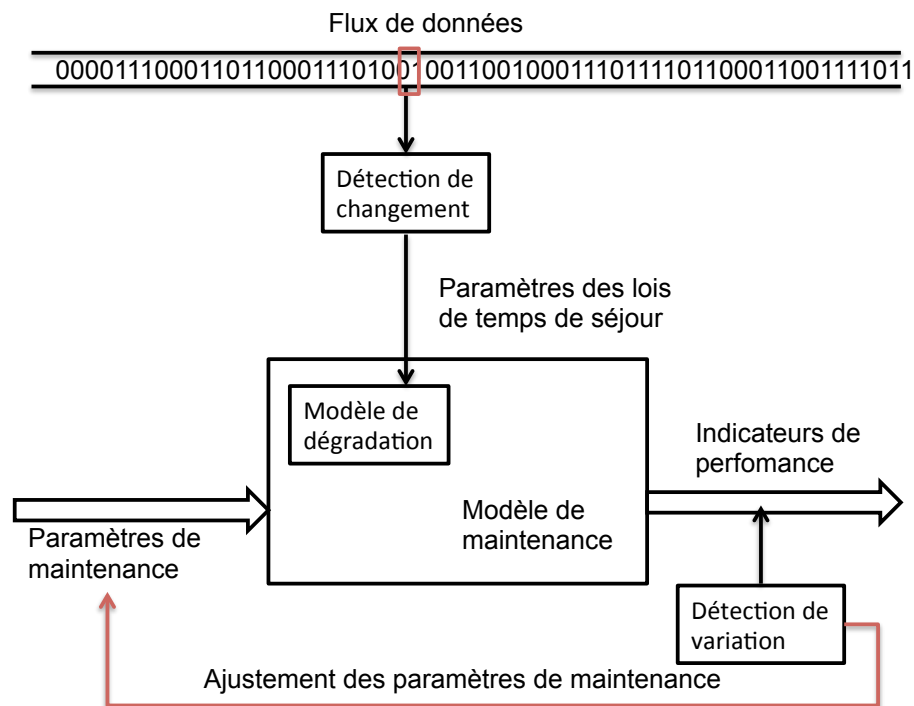 Flux de données
0000111000110110001110100100110010001110111101100011001111011
Détection de
changement
Paramètres des lois
de temps de séjour
Modèle de
dégradation
Indicateurs de
perfomance
Modèle de
maintenance
Paramètres de
maintenance
Détection de
variation
Ajustement des paramètres de maintenance